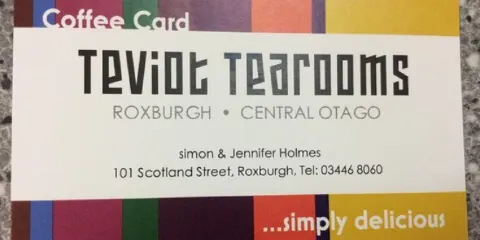 Coffee Card
Teviot Tearooms
ROXBURGH • CENTRAL OTAGO
simon & Jennifer Holmes
101 Scotland Street, Roxburgh, Tel: 03446 8060
...simply delicious